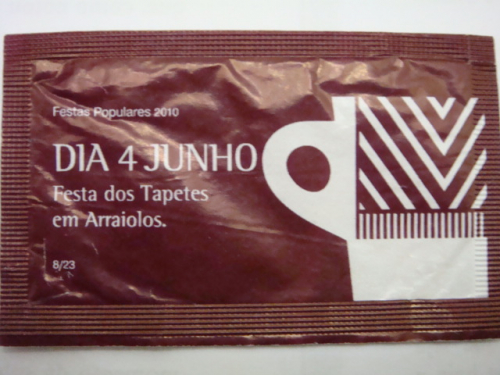 Festas Populares 2010
DIA 4 JUNHO
Festa dos Tapetes
em Arraiolos.
8/23